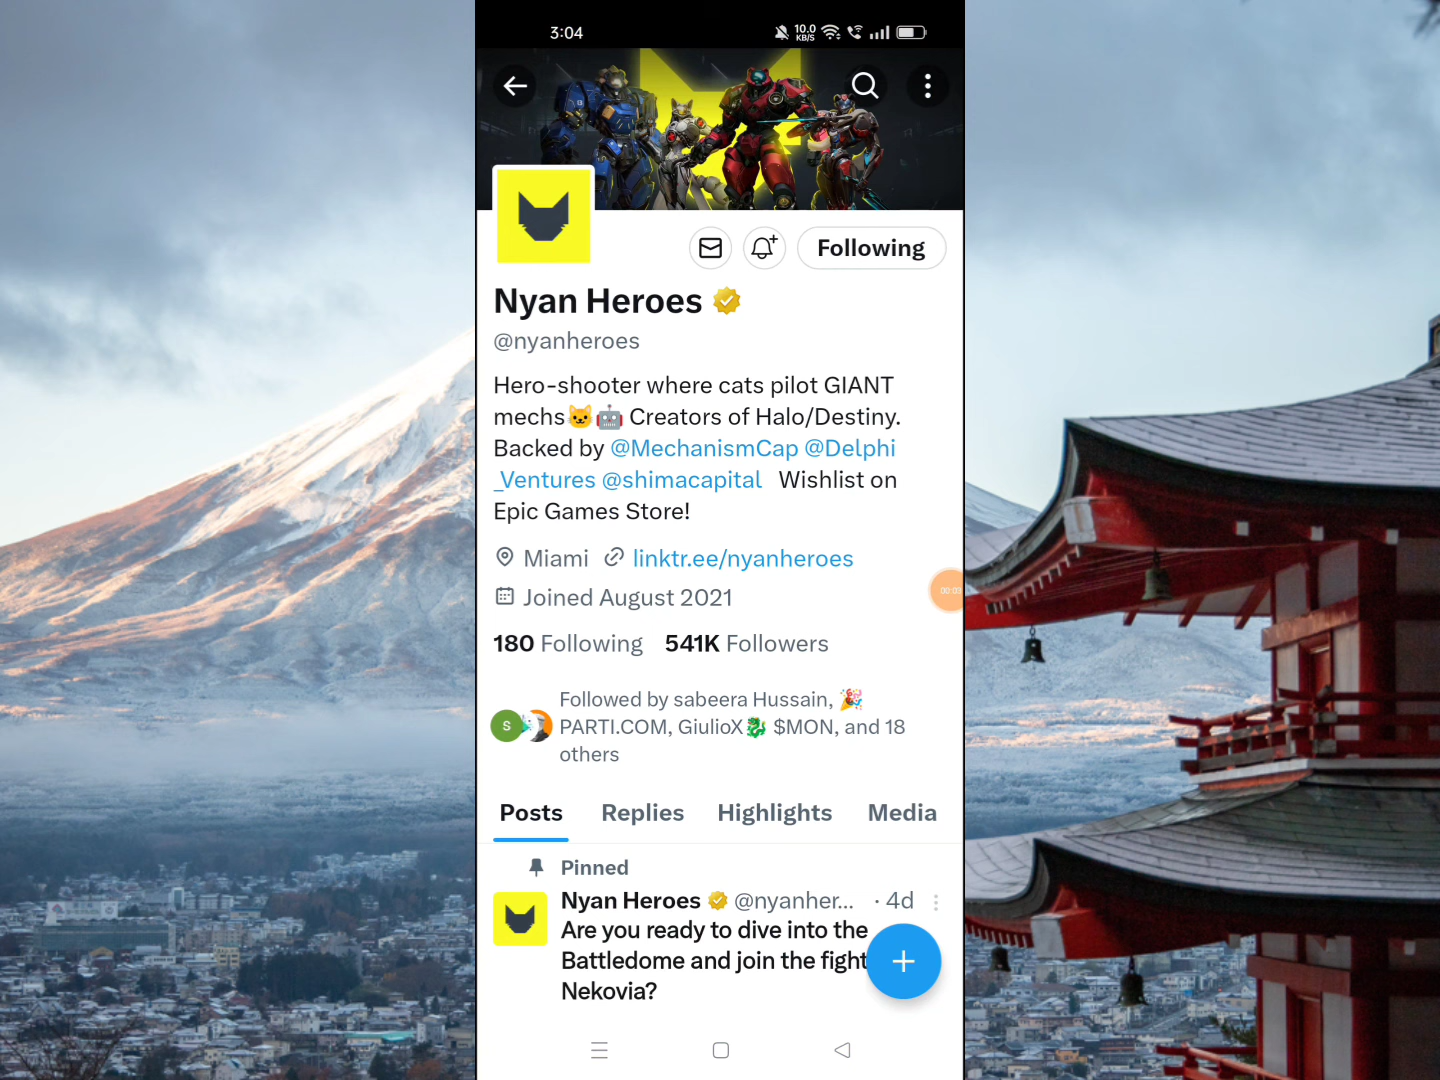 3:04
10.0
KB/S
Following
Nyan Heroes
@nyanheroes
Hero-shooter where cats pilot GIANT
mechs🐱🤖 Creators of Halo/Destiny.
Backed by @MechanismCap @Delphi
_Ventures @shimacapital Wishlist on
Epic Games Store!
Miami linktr.ee/nyanheroes
00:03
Joined August 2021
180 Following 541K Followers
Followed by sabeera Hussain, 🎉
S
PARTI.COM, GiulioX🐉 $MON, and 18
others
Posts Replies Highlights Media
Pinned
Nyan Heroes @nyanher... · 4d
Are you ready to dive into the
Battledome and join the fight
Nekovia?